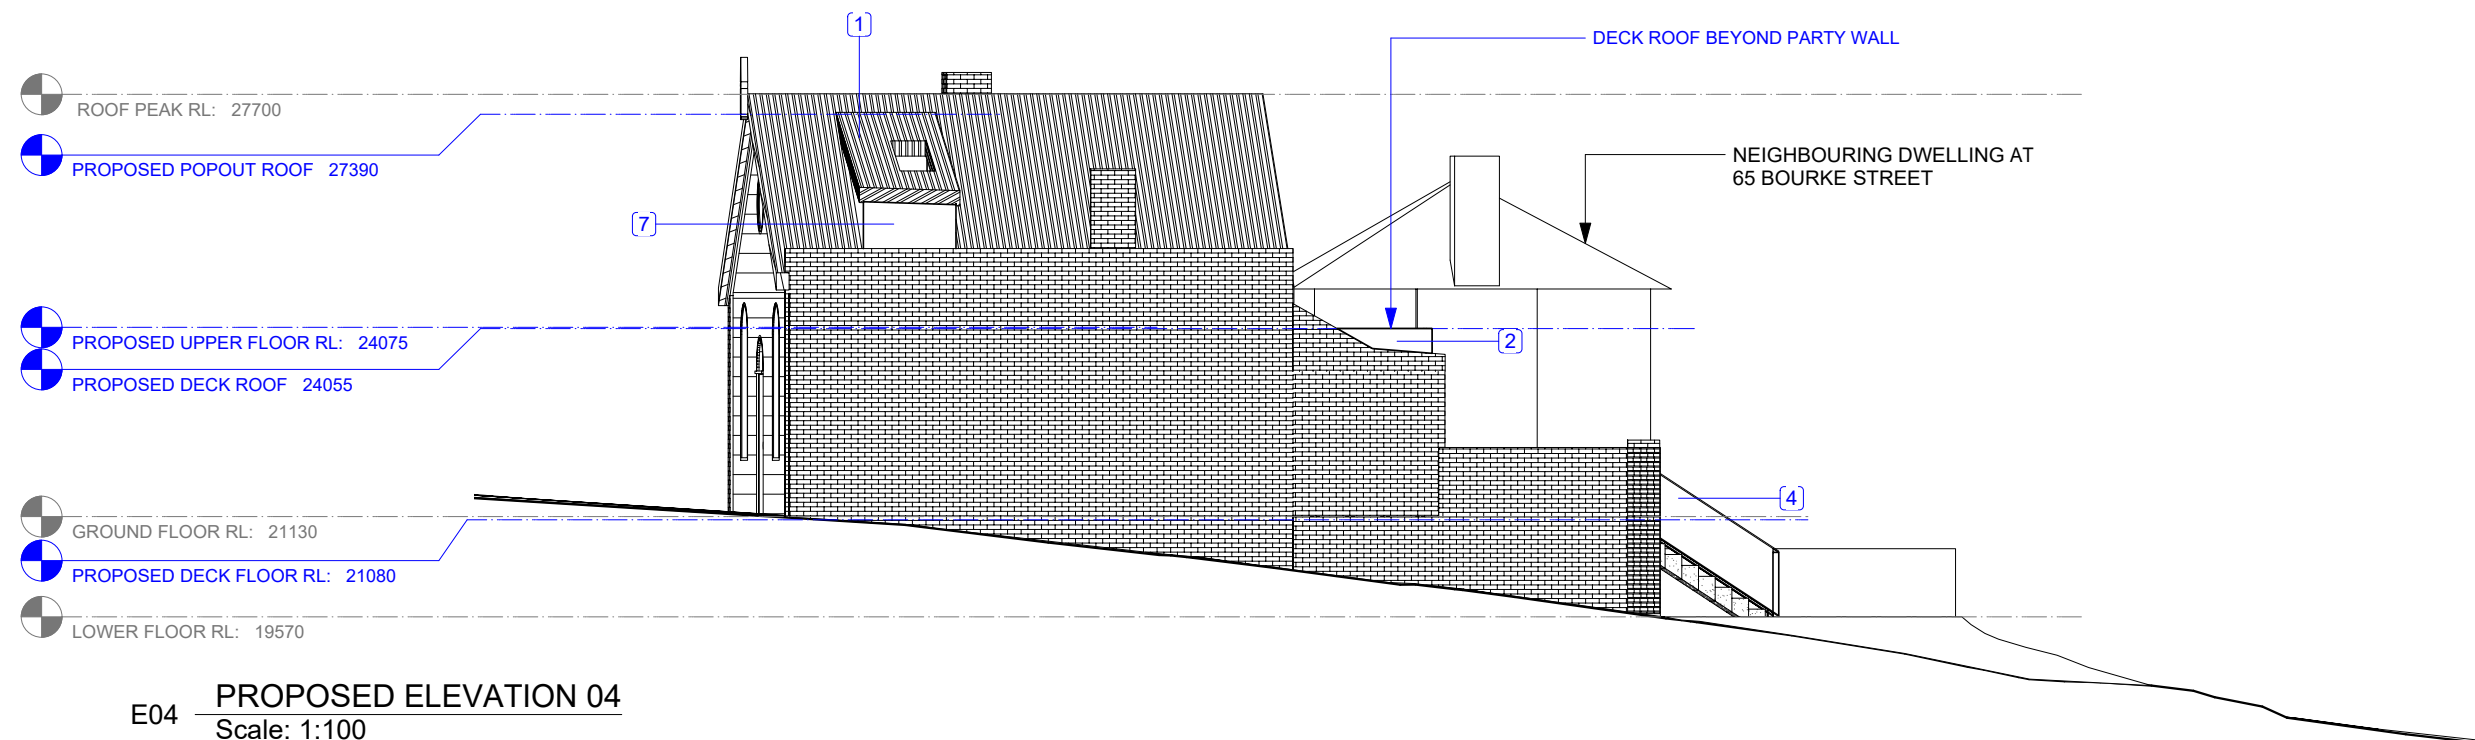 1
DECK ROOF BEYOND PARTY WALL
ROOF PEAK RL: 27700
PROPOSED POPOUT ROOF 27390
NEIGHBOURING DWELLING AT
65 BOURKE STREET
7
PROPOSED UPPER FLOOR RL: 24075
2
PROPOSED DECK ROOF 24055
4
GROUND FLOOR RL: 21130
PROPOSED DECK FLOOR RL: 21080
LOWER FLOOR RL: 19570
E04 PROPOSED ELEVATION 04
Scale: 1:100